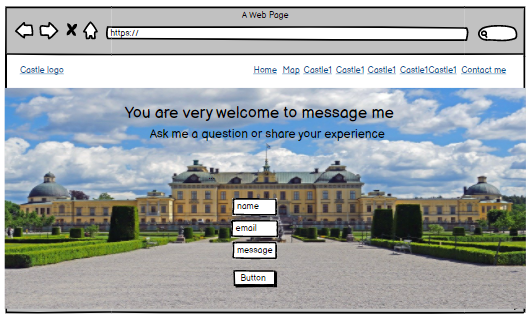 A Web Page
https://
Castle logo Home Map Castle1 Castle1 Castle1 Castle1Castle1 Contact me
You are very welcome to message me
Ask me a question or share your experience
name
email
message
Button